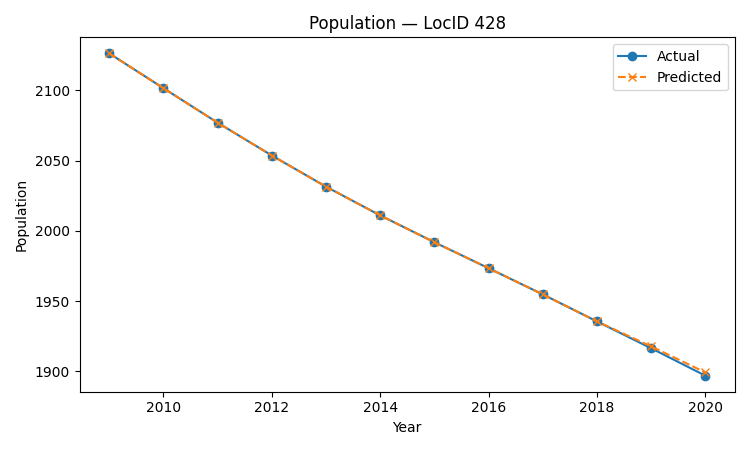 Population — LocID 428
Actual
Predicted
2100
2050
2000
1950
1900
Population
2010
2012
2014
2016
2018
2020
Year